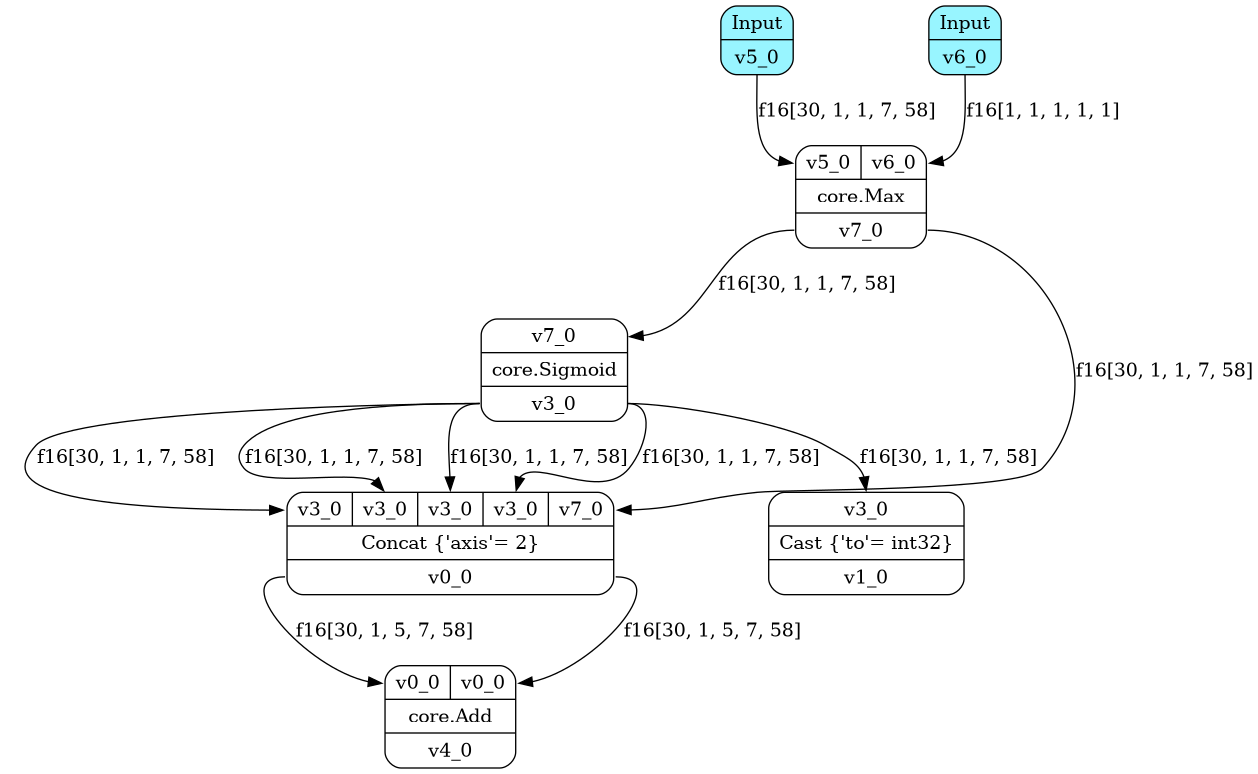 Input
Input
v5_0
v6_0
f16[30, 1, 1, 7, 58]
f16[1, 1, 1, 1, 1]
v5_0
v6_0
core.Max
v7_0
f16[30, 1, 1, 7, 58]
v7_0
core.Sigmoid
v3_0
f16[30, 1, 1, 7, 58]
f16[30, 1, 1, 7, 58]
f16[30, 1, 1, 7, 58]
f16[30, 1, 1, 7, 58]
f16[30, 1, 1, 7, 58]
f16[30, 1, 1, 7, 58]
v3_0
v3_0
v3_0
v3_0
v7_0
Concat {'axis'= 2}
v0_0
v3_0
Cast {'to'= int32}
v1_0
f16[30, 1, 5, 7, 58]
f16[30, 1, 5, 7, 58]
v0_0
v0_0
core.Add
v4_0